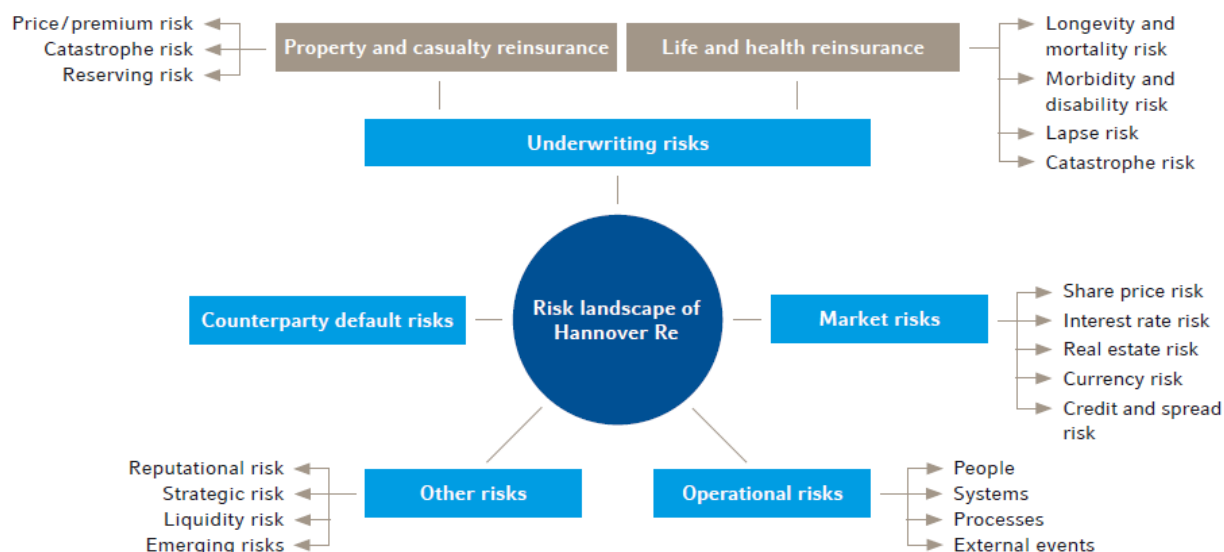 Price/premium risk
Catastrophe risk
Reserving risk
Property and casualty reinsurance
Life and health reinsurance
Longevity and
mortality risk
Morbidity and
disability risk
Lapse risk
Catastrophe risk
Underwriting risks
Counterparty default risks
Risk landscape of
Hannover Re
Market risks
Share price risk
Interest rate risk
Real estate risk
Currency risk
Credit and spread
risk
Reputational risk
Strategic risk
Liquidity risk
Emerging risks
Other risks
Operational risks
People
Systems
Processes
External events